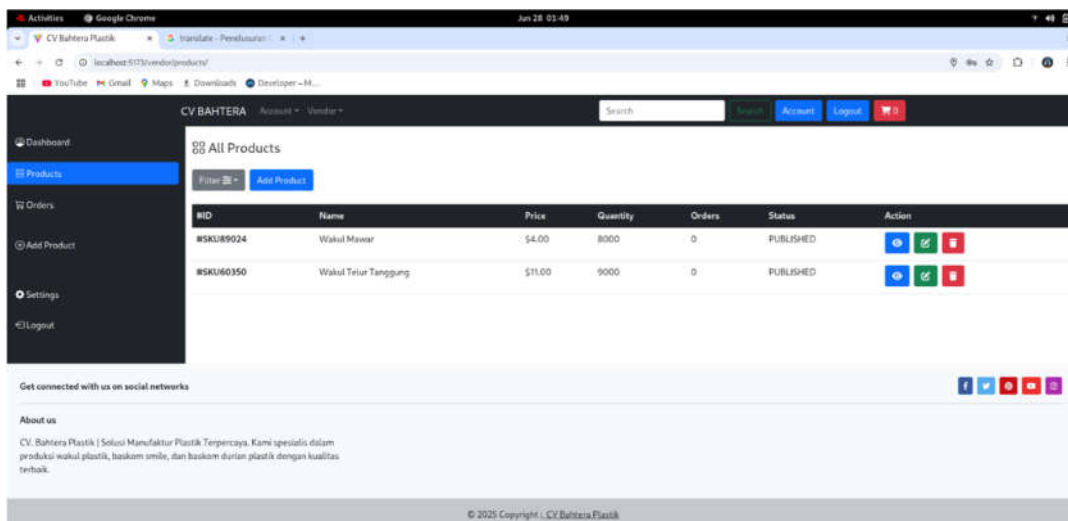 Activities Google Chrome Jun 28 01:49
CV Bahtera Plastik
localhost:5173/vendor/products/
YouTube Gmail Maps Downloads Developer – M...
CV BAHTERA Account Vendor Search Search Account Logout 0
Dashboard
Products
Orders
Add Product
Settings
Logout
All Products
Filter Add Product
#ID Name Price Quantity Orders Status Action
#SKU89024 Wakul Mawar $4.00 8000 0 PUBLISHED
#SKU60350 Wakul Telur Tanggung $11.00 9000 0 PUBLISHED
Get connected with us on social networks
About us
CV. Bahtera Plastik | Solusi Manufaktur Plastik Terpercaya. Kami spesialis dalam
produksi wakul plastik, baskom smile, dan baskom durian plastik dengan kualitas
terbaik.
© 2025 Copyright : CV Bahtera Plastik